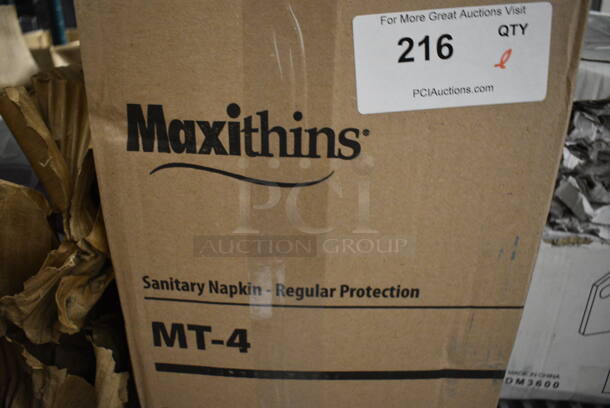 For More Great Auctions Visit
216
QTY
PCIAuctions.com
Maxithins®
PCI
AUCTION GROUP
Sanitary Napkin - Regular Protection
MT-4
MADE IN CHINA
DM3600